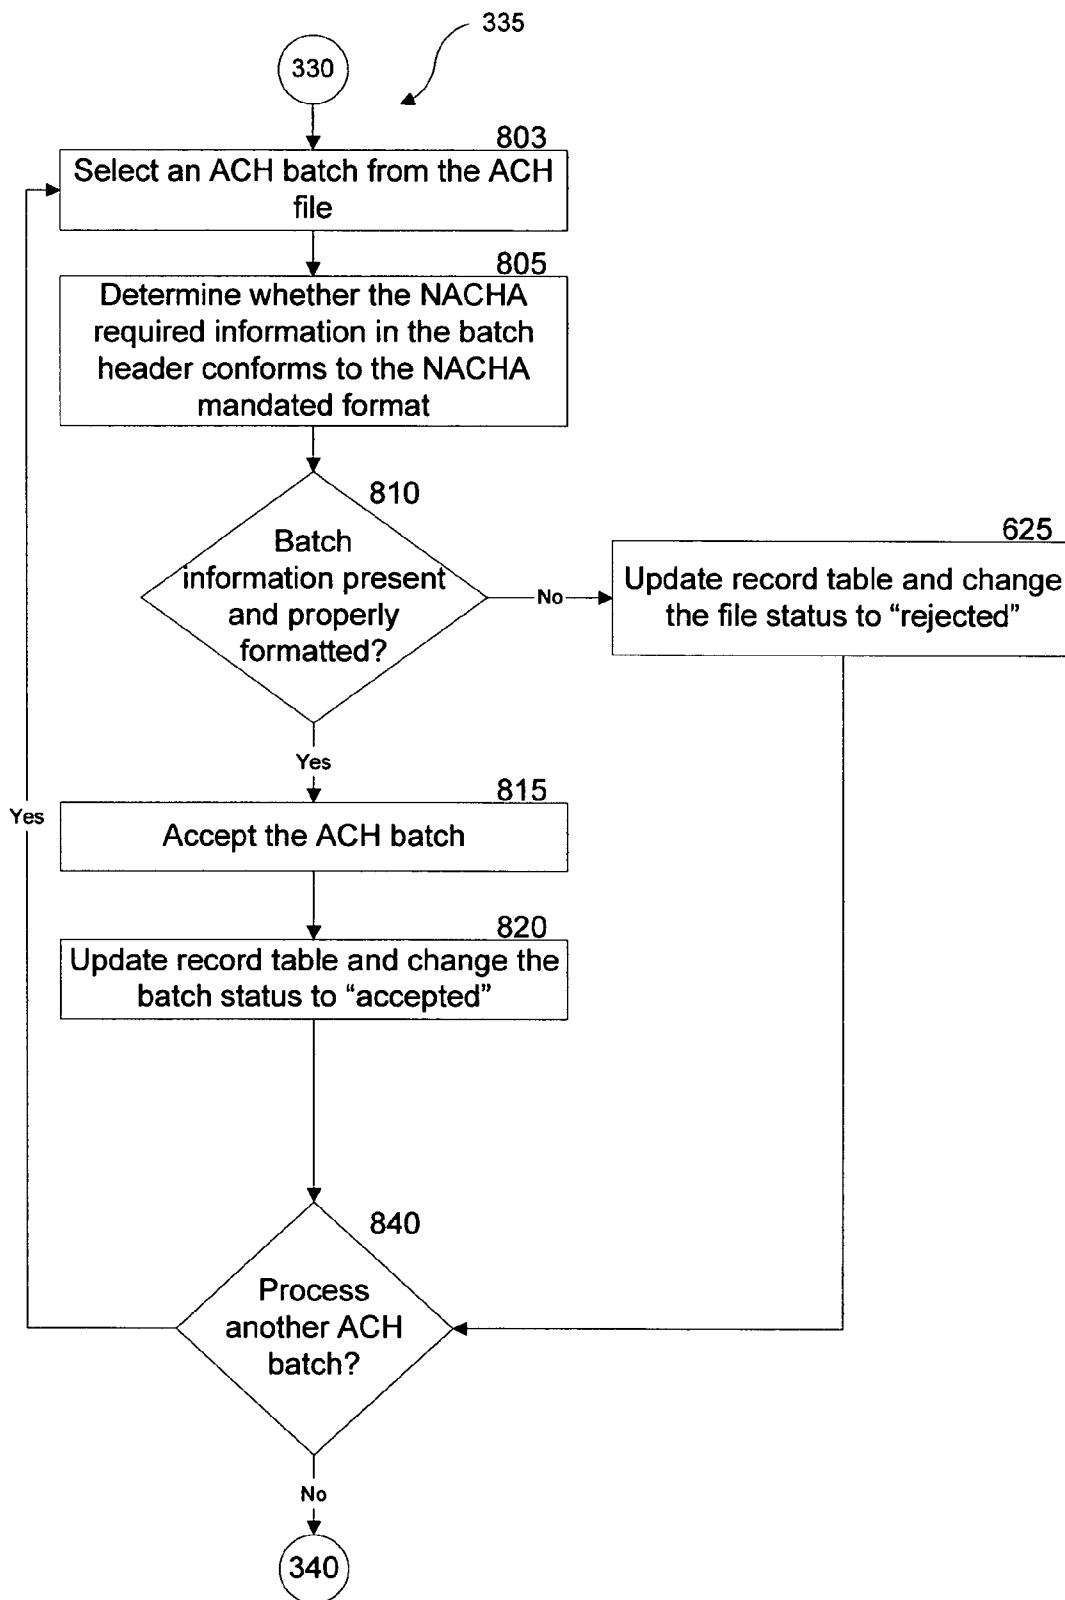 335
330
803
Select an ACH batch from the ACH
file
805
Determine whether the NACHA
required information in the batch
header conforms to the NACHA
mandated format
810
Batch
information present
and properly
formatted?
No
625
Update record table and change
the file status to “rejected”
Yes
815
Accept the ACH batch
Yes
820
Update record table and change the
batch status to “accepted”
840
Process
another ACH
batch?
No
340